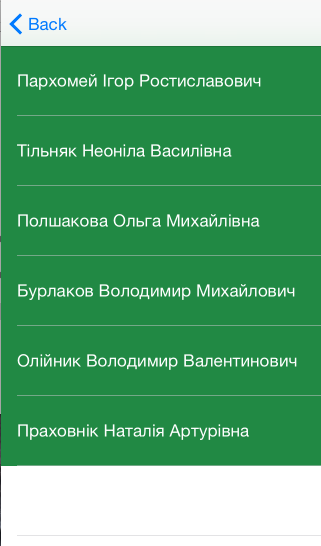 Back
Пархомей Ігор Ростиславович
Тільняк Неоніла Василівна
Полшакова Ольга Михайлівна
Бурлаков Володимир Михайлович
Олійник Володимир Валентинович
Праховнік Наталія Артурівна